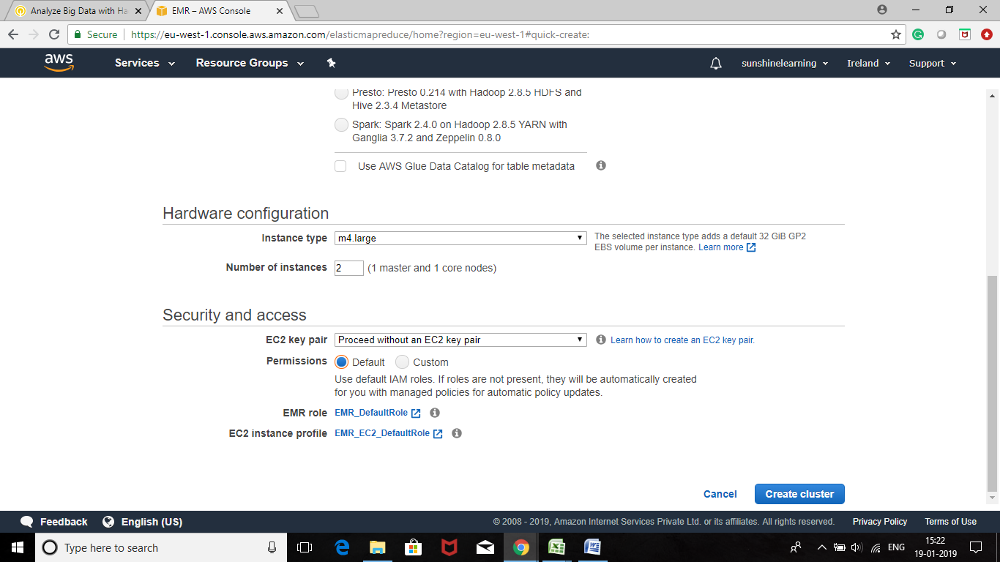 Analyze Big Data with Ha
EMR – AWS Console
Secure
https://eu-west-1.console.aws.amazon.com/elasticmapreduce/home?region=eu-west-1#quick-create:
aws
Services
Resource Groups
sunshinelearning
Ireland
Support
Presto: Presto 0.214 with Hadoop 2.8.5 HDFS and
Hive 2.3.4 Metastore
Spark: Spark 2.4.0 on Hadoop 2.8.5 YARN with
Ganglia 3.7.2 and Zeppelin 0.8.0
Use AWS Glue Data Catalog for table metadata
Hardware configuration
Instance type
m4.large
The selected instance type adds a default 32 GiB GP2
EBS volume per instance. Learn more
Number of instances
2
(1 master and 1 core nodes)
Security and access
EC2 key pair
Proceed without an EC2 key pair
Learn how to create an EC2 key pair.
Permissions
Default
Custom
Use default IAM roles. If roles are not present, they will be automatically created
for you with managed policies for automatic policy updates.
EMR role
EMR_DefaultRole
EC2 instance profile
EMR_EC2_DefaultRole
Cancel
Create cluster
Feedback
English (US)
© 2008 - 2019, Amazon Internet Services Private Ltd. or its affiliates. All rights reserved.
Privacy Policy
Terms of Use
Type here to search
ENG
15:22
19-01-2019